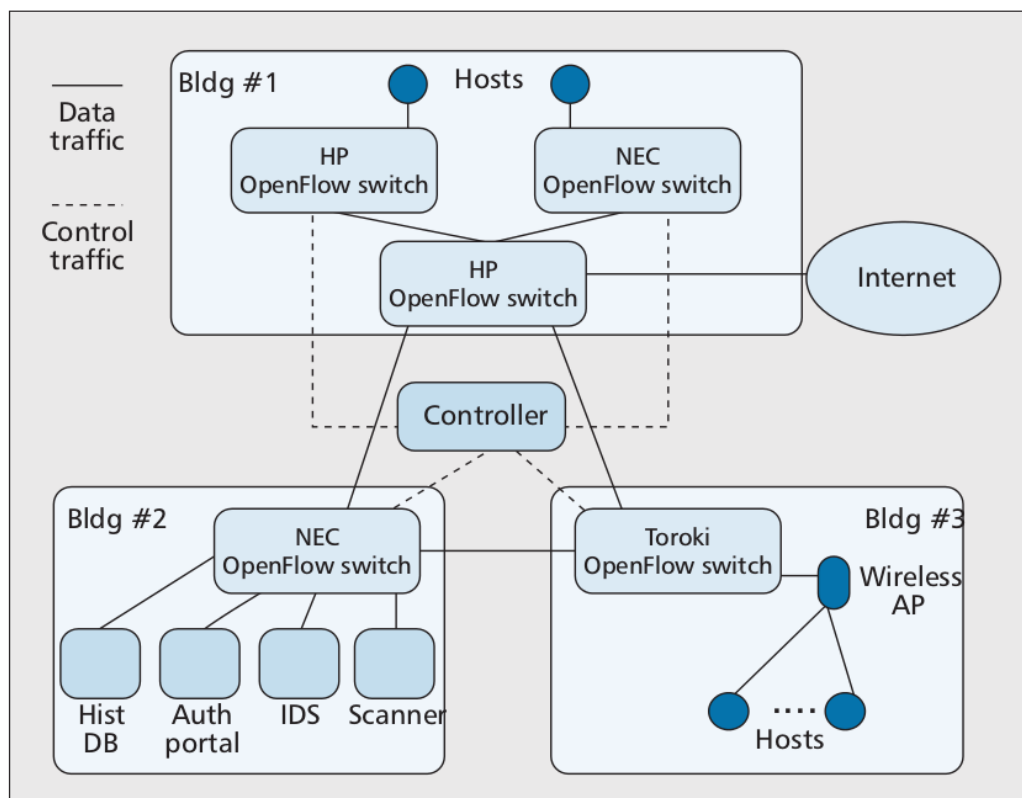 Bldg #1
Hosts
Data
traffic
Control
traffic
HP
OpenFlow switch
NEC
OpenFlow switch
HP
OpenFlow switch
Internet
Controller
Bldg #2
NEC
OpenFlow switch
Hist
DB
Auth
portal
IDS
Scanner
Bldg #3
Toroki
OpenFlow switch
Wireless
AP
Hosts